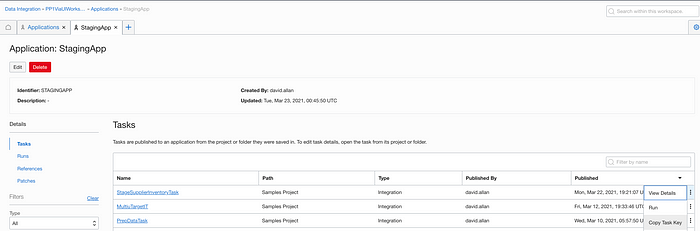 Data Integration » PP1ViaUIWorks... » Applications » StagingApp
Search within this workspace
Applications × StagingApp × +
Application: StagingApp
Edit Delete
Identifier: STAGINGAPP Created By: david.allan
Description: - Updated: Tue, Mar 23, 2021, 00:45:50 UTC
Details
Tasks
Runs
References
Patches
Filters Clear
Type
All
Tasks
Tasks are published to an application from the project or folder they were saved in. To edit task details, open the task from its project or folder.
Filter by name
Name Path Type Published By Published
StageSupplierInventoryTask Samples Project Integration david.allan Mon, Mar 22, 2021, 19:21:07
MultiuTargetIT Samples Project Integration david.allan Fri, Mar 12, 2021, 19:33:46 UTC
PrepDataTask Samples Project Integration david.allan Wed, Mar 10, 2021, 05:57:50
View Details
Run
Copy Task Key